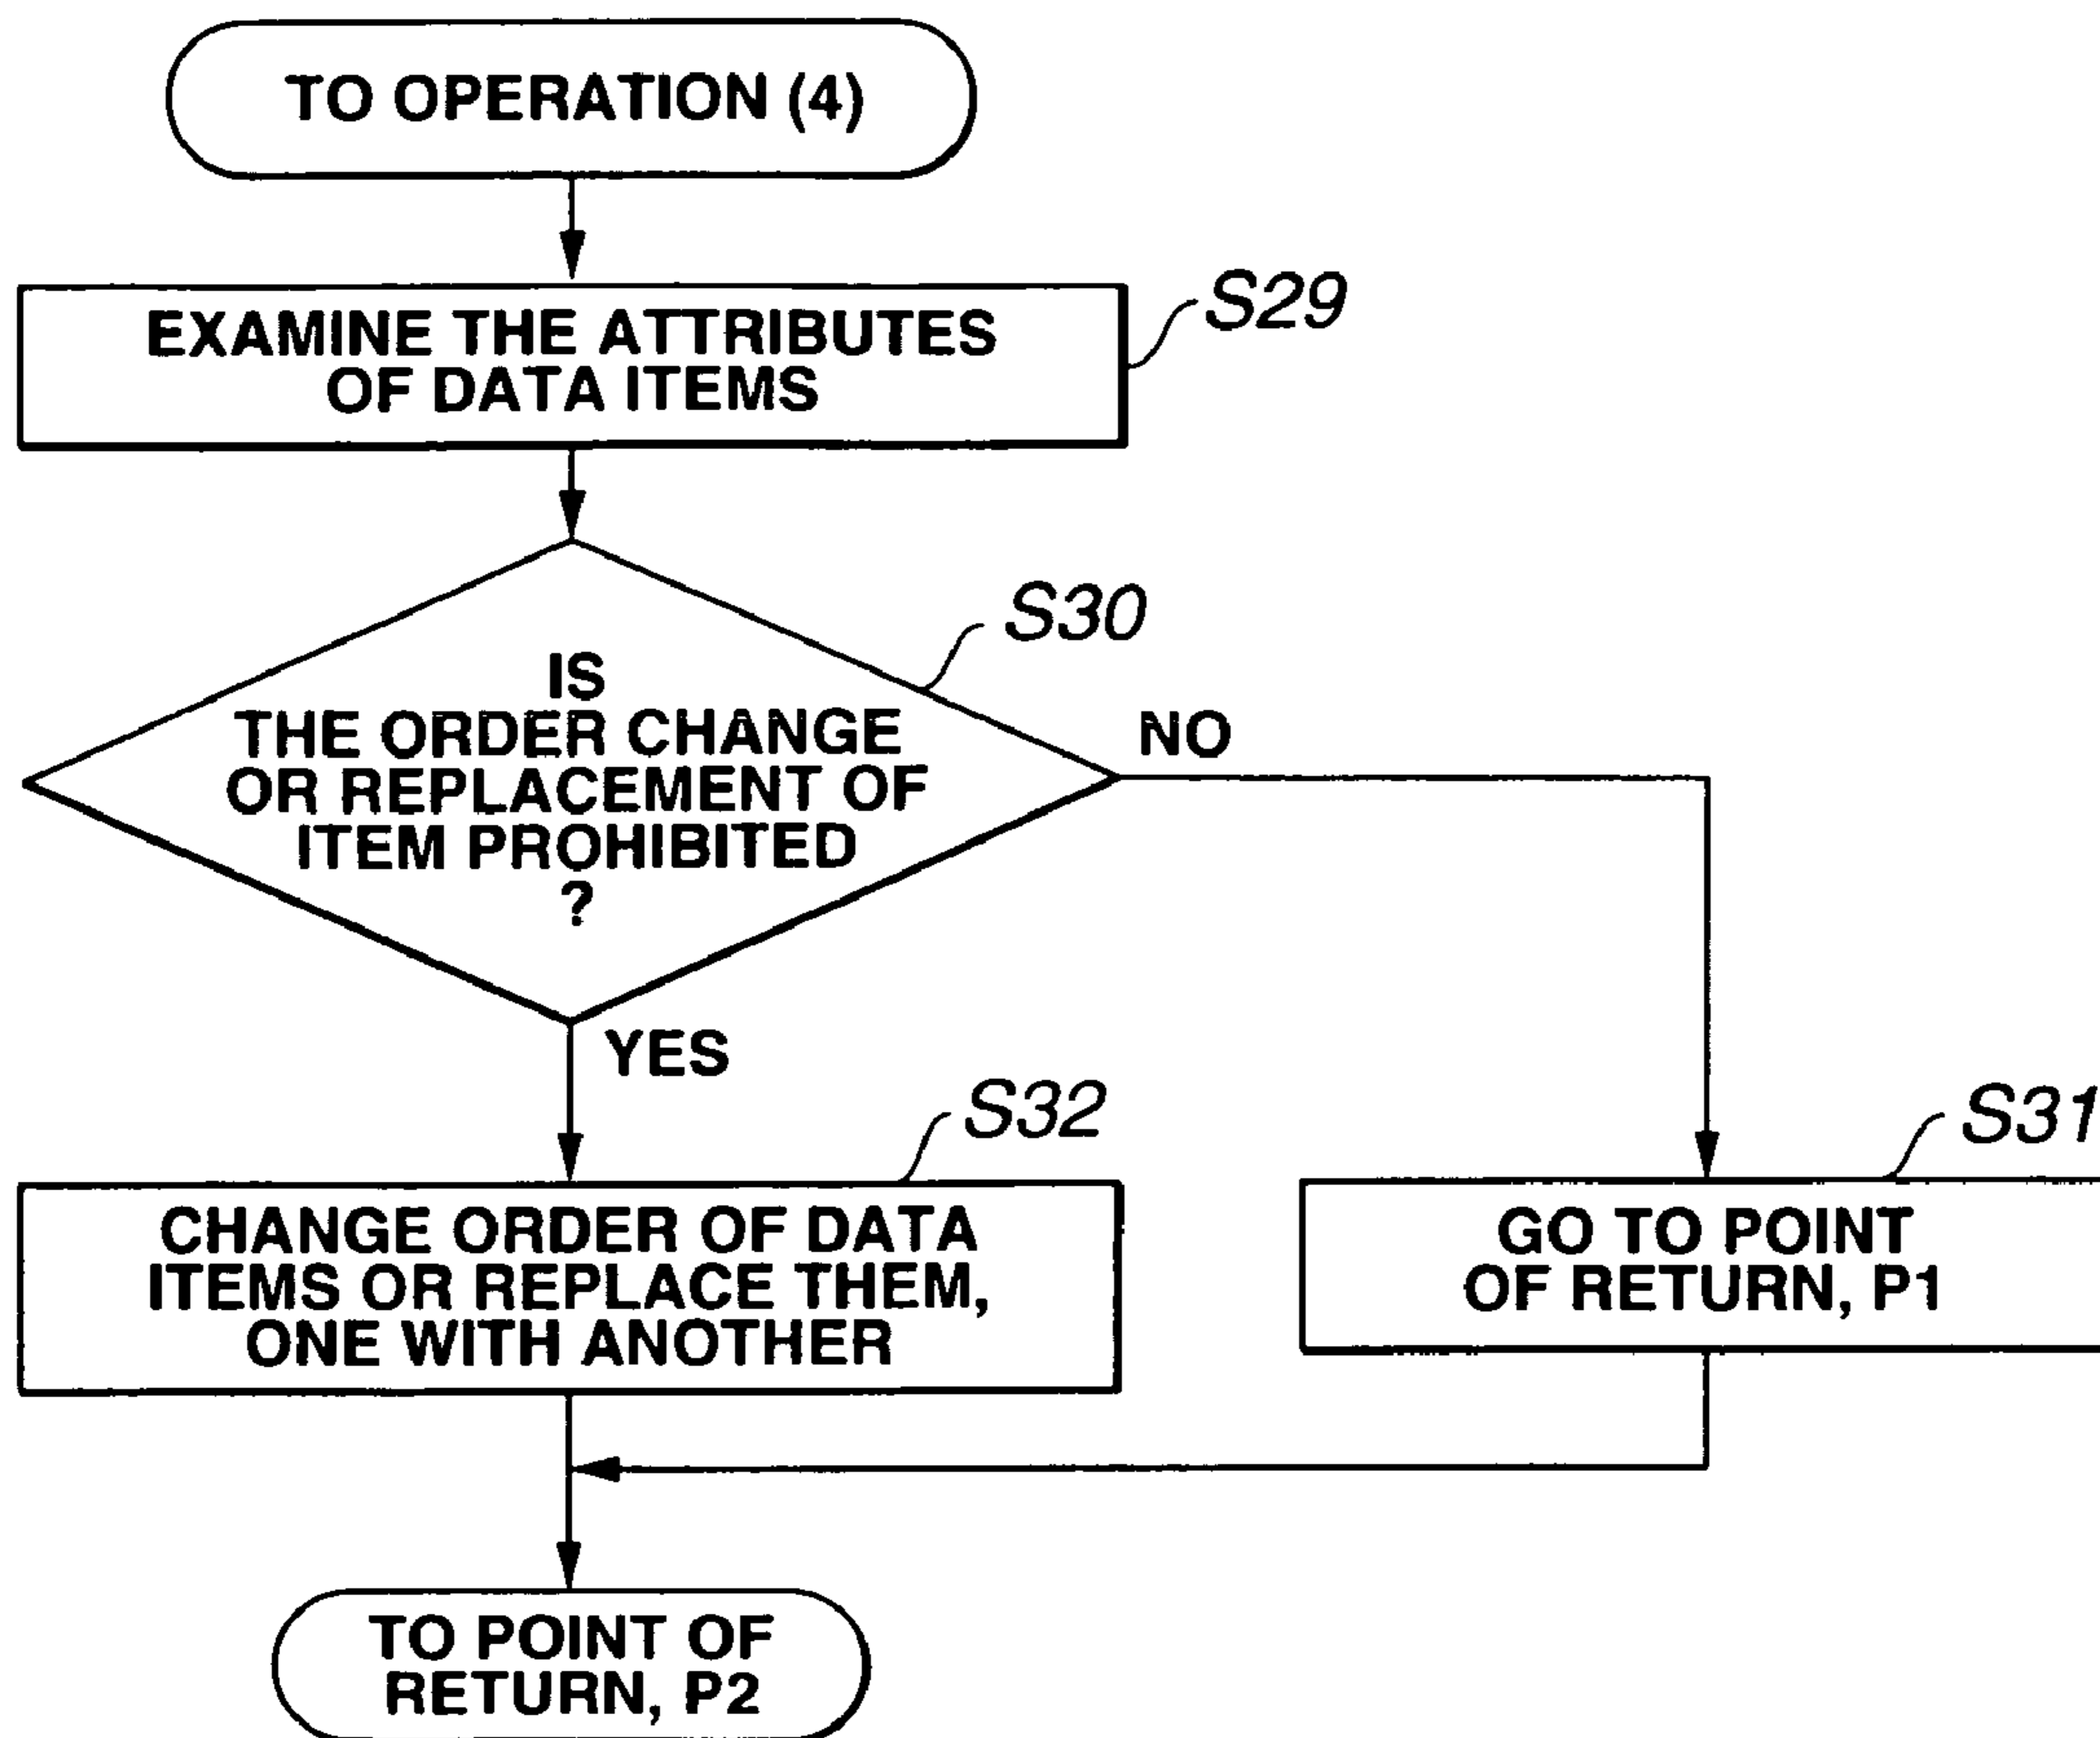 TO OPERATION (4)
EXAMINE THE ATTRIBUTES
OF DATA ITEMS
S29
IS
THE ORDER CHANGE
OR REPLACEMENT OF
ITEM PROHIBITED
?
S30
NO
YES
S32
CHANGE ORDER OF DATA
ITEMS OR REPLACE THEM,
ONE WITH ANOTHER
S31
GO TO POINT
OF RETURN, P1
TO POINT OF
RETURN, P2